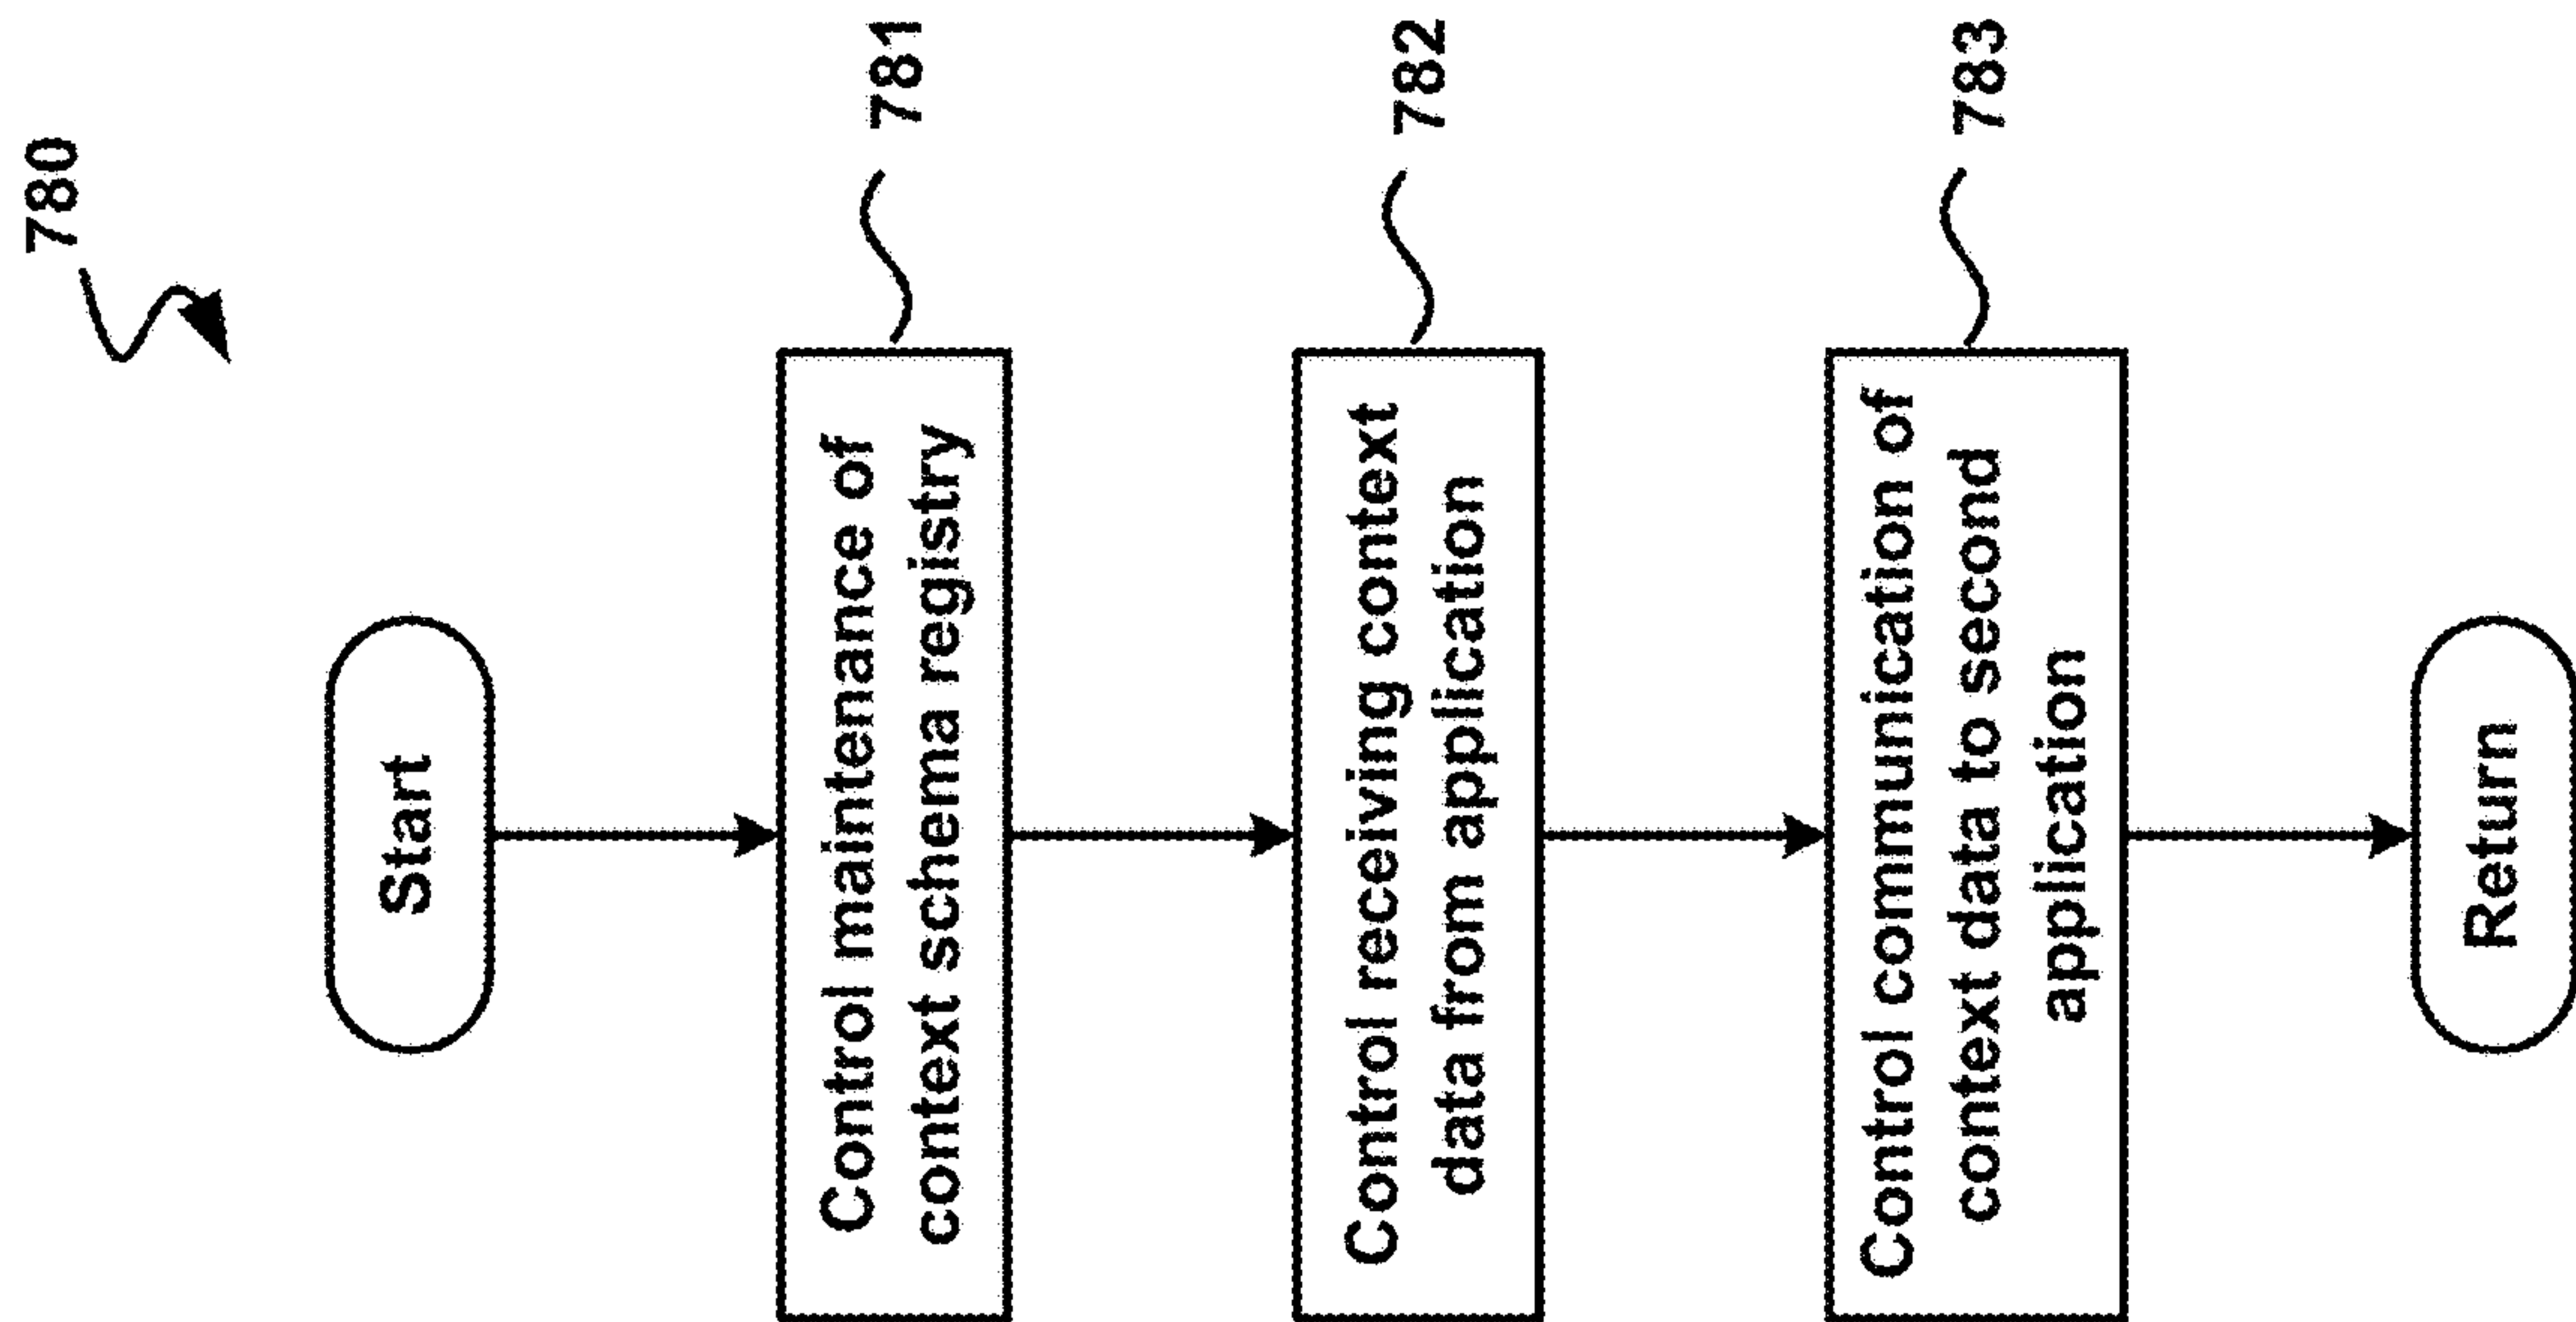 780
Start
Control maintenance of
context schema registry
781
Control receiving context
data from application
782
Control communication of
context data to second
application
783
Return